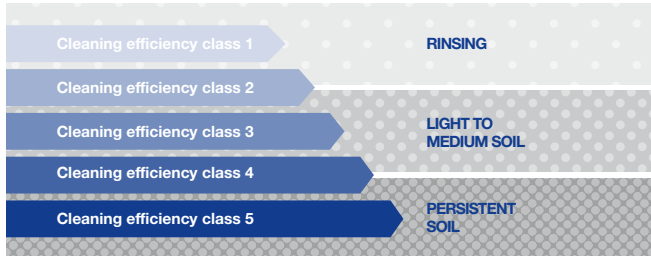 Cleaning efficiency class 1
RINSING
Cleaning efficiency class 2
Cleaning efficiency class 3
LIGHT TO
MEDIUM SOIL
Cleaning efficiency class 4
Cleaning efficiency class 5
PERSISTENT
SOIL